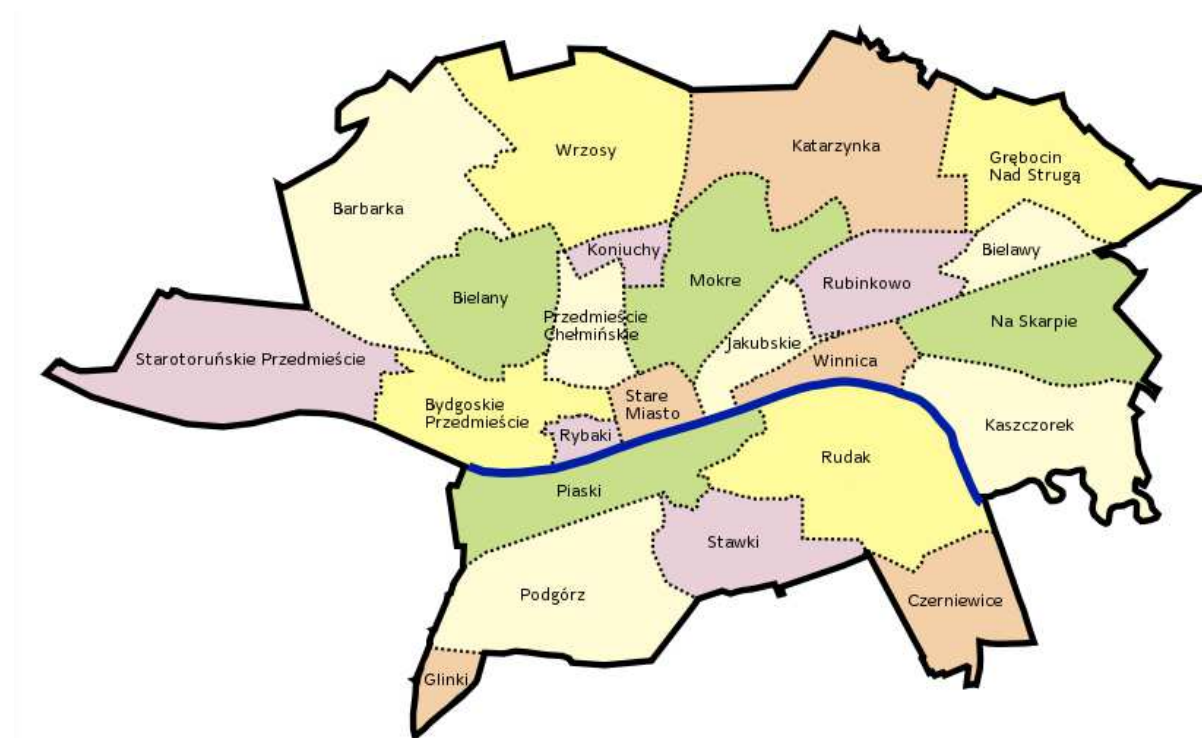 Wrzosy
Katarzynka
Grębocin
Nad Strugą
Barbarka
Koniuchy
Bielawy
Mokre
Rubinkowo
Bielany
Przedmieście
Chełmińskie
Na Skarpie
Jakubskie
Starotoruńskie Przedmieście
Winnica
Stare
Miasto
Bydgoskie
Przedmieście
Kaszczorek
Rybaki
Rudak
Piaski
Stawki
Podgórz
Czerniewice
Glinki